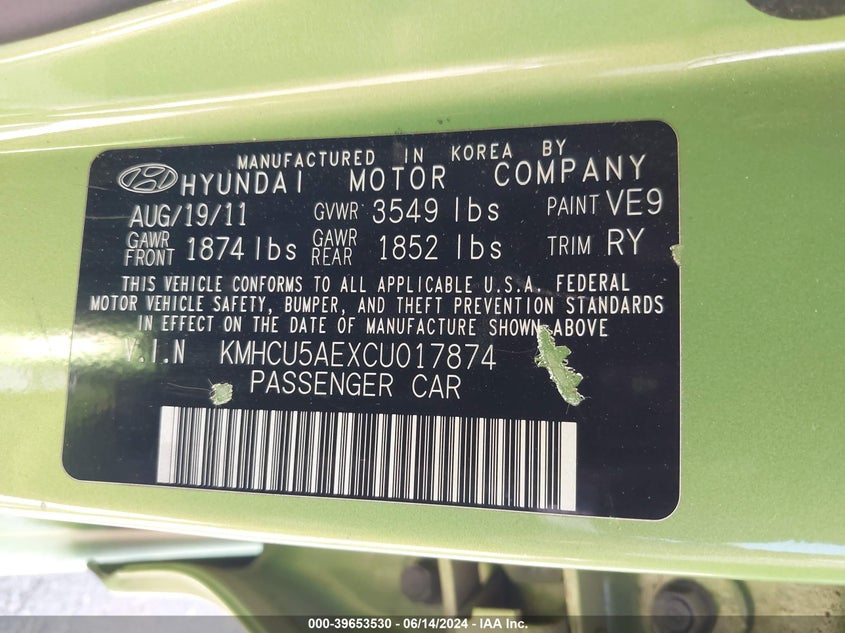 MANUFACTURED IN KOREA BY
HYUNDAI MOTOR COMPANY
AUG/19/11 GVWR 3549 lbs PAINT VE9
GAWR FRONT 1874 lbs GAWR REAR 1852 lbs TRIM RY
THIS VEHICLE CONFORMS TO ALL APPLICABLE U.S.A. FEDERAL
MOTOR VEHICLE SAFETY, BUMPER, AND THEFT PREVENTION STANDARDS
IN EFFECT ON THE DATE OF MANUFACTURE SHOWN ABOVE
V.I.N KMHCU5AEXCU017874
PASSENGER CAR
000-39653530 - 06/14/2024 - IAA Inc.